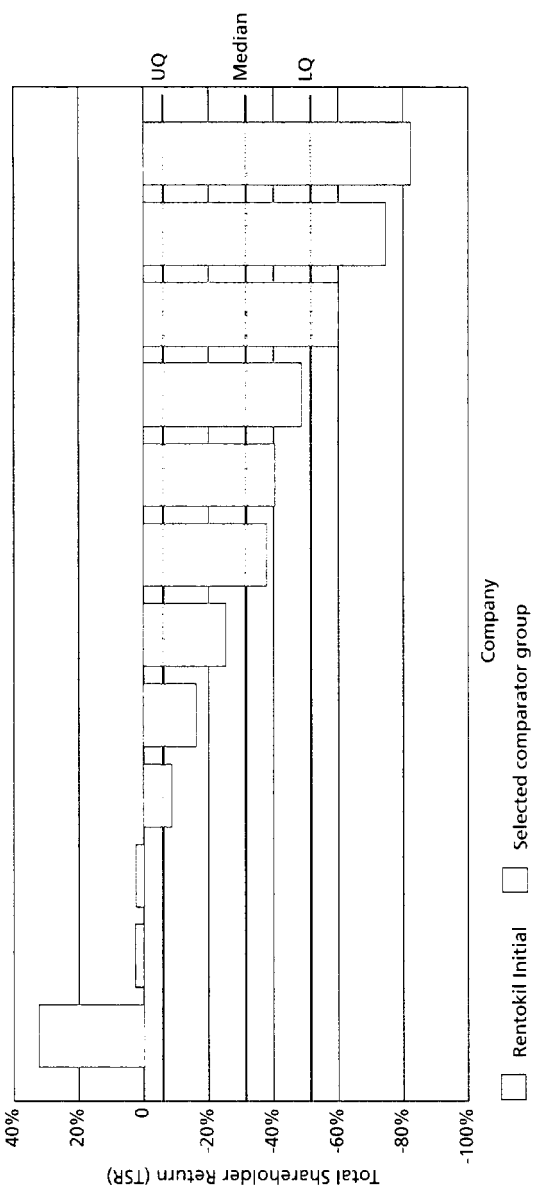 Total Shareholder Return (TSR)
40%
20%
0
-20%
-40%
-60%
-80%
-100%
UQ
Median
LQ
Company
Rentokil Initial
Selected comparator group